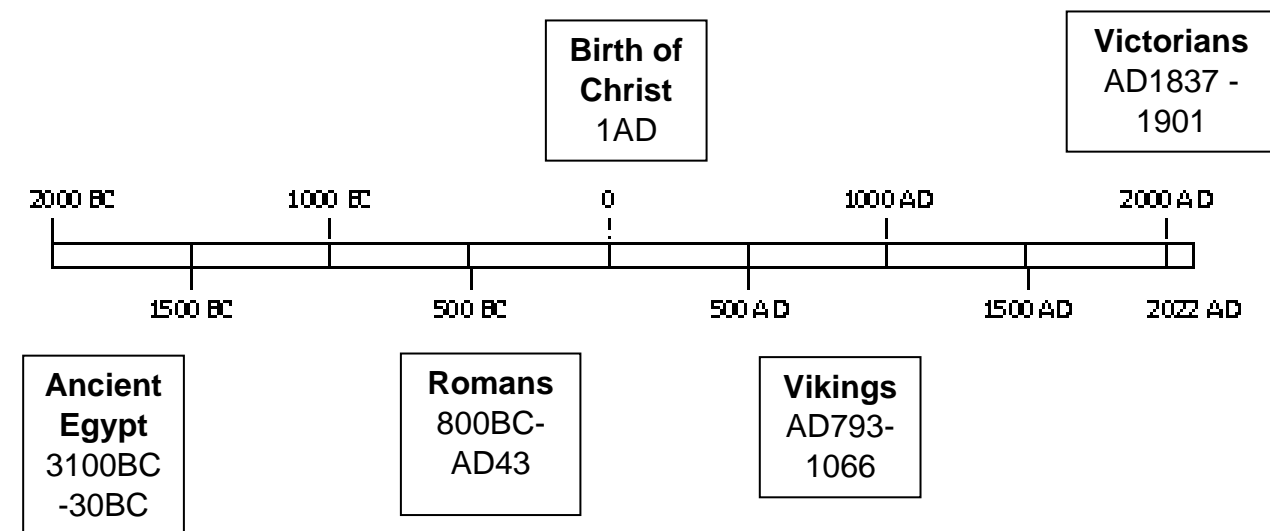 Birth of
Christ
1AD
Victorians
AD1837 -
1901
2000 BC
1000 BC
0
1000 AD
2000 AD
1500 BC
500 BC
500 AD
1500 AD
2022 AD
Ancient
Egypt
3100BC
-30BC
Romans
800BC-
AD43
Vikings
AD793-
1066